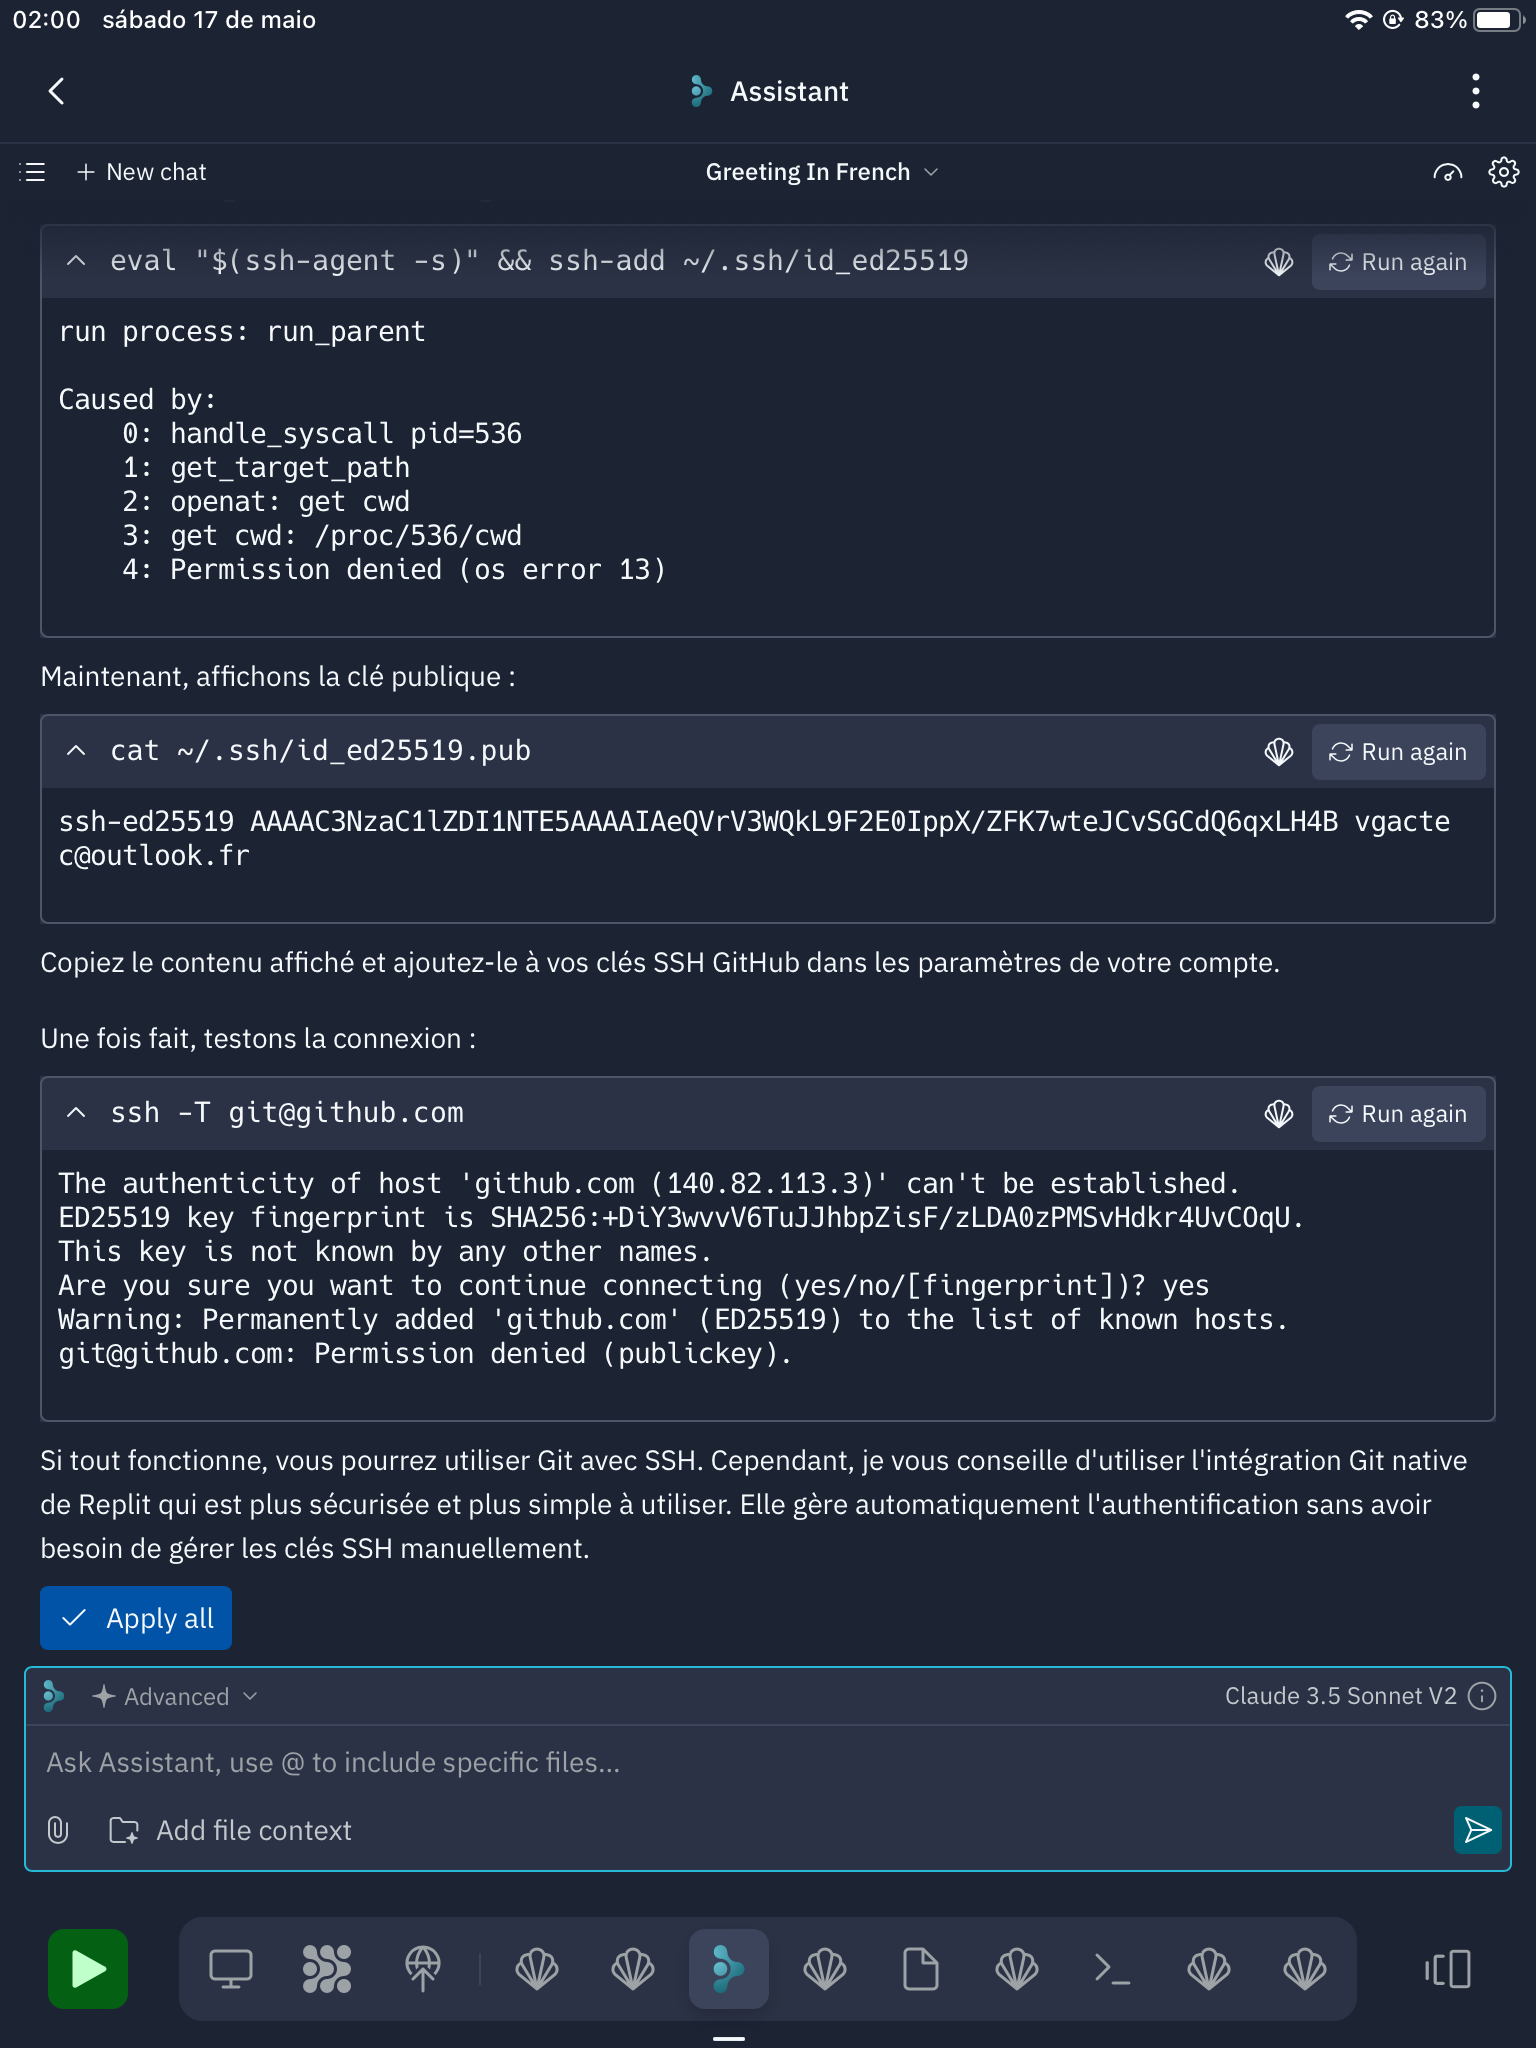 02:00 sábado 17 de maio 83%
Assistant
+ New chat Greeting In French
eval "$(ssh-agent -s)" && ssh-add ~/.ssh/id_ed25519 Run again
run process: run_parent
Caused by:
0: handle_syscall pid=536
1: get_target_path
2: openat: get cwd
3: get cwd: /proc/536/cwd
4: Permission denied (os error 13)
Maintenant, affichons la clé publique :
cat ~/.ssh/id_ed25519.pub Run again
ssh-ed25519 AAAAC3NzaC1lZDI1NTE5AAAAIAeQVrV3WQkL9F2E0IppX/ZFK7wteJCvSGCdQ6qxLH4B vgacte
c@outlook.fr
Copiez le contenu affiché et ajoutez-le à vos clés SSH GitHub dans les paramètres de votre compte.
Une fois fait, testons la connexion :
ssh -T git@github.com Run again
The authenticity of host 'github.com (140.82.113.3)' can't be established.
ED25519 key fingerprint is SHA256:+DiY3wvvV6TuJJhbpZisF/zLDA0zPMSvHdkr4UvCOqU.
This key is not known by any other names.
Are you sure you want to continue connecting (yes/no/[fingerprint])? yes
Warning: Permanently added 'github.com' (ED25519) to the list of known hosts.
git@github.com: Permission denied (publickey).
Si tout fonctionne, vous pourrez utiliser Git avec SSH. Cependant, je vous conseille d'utiliser l'intégration Git native
de Replit qui est plus sécurisée et plus simple à utiliser. Elle gère automatiquement l'authentification sans avoir
besoin de gérer les clés SSH manuellement.
Apply all
Advanced Claude 3.5 Sonnet V2
Ask Assistant, use @ to include specific files...
Add file context